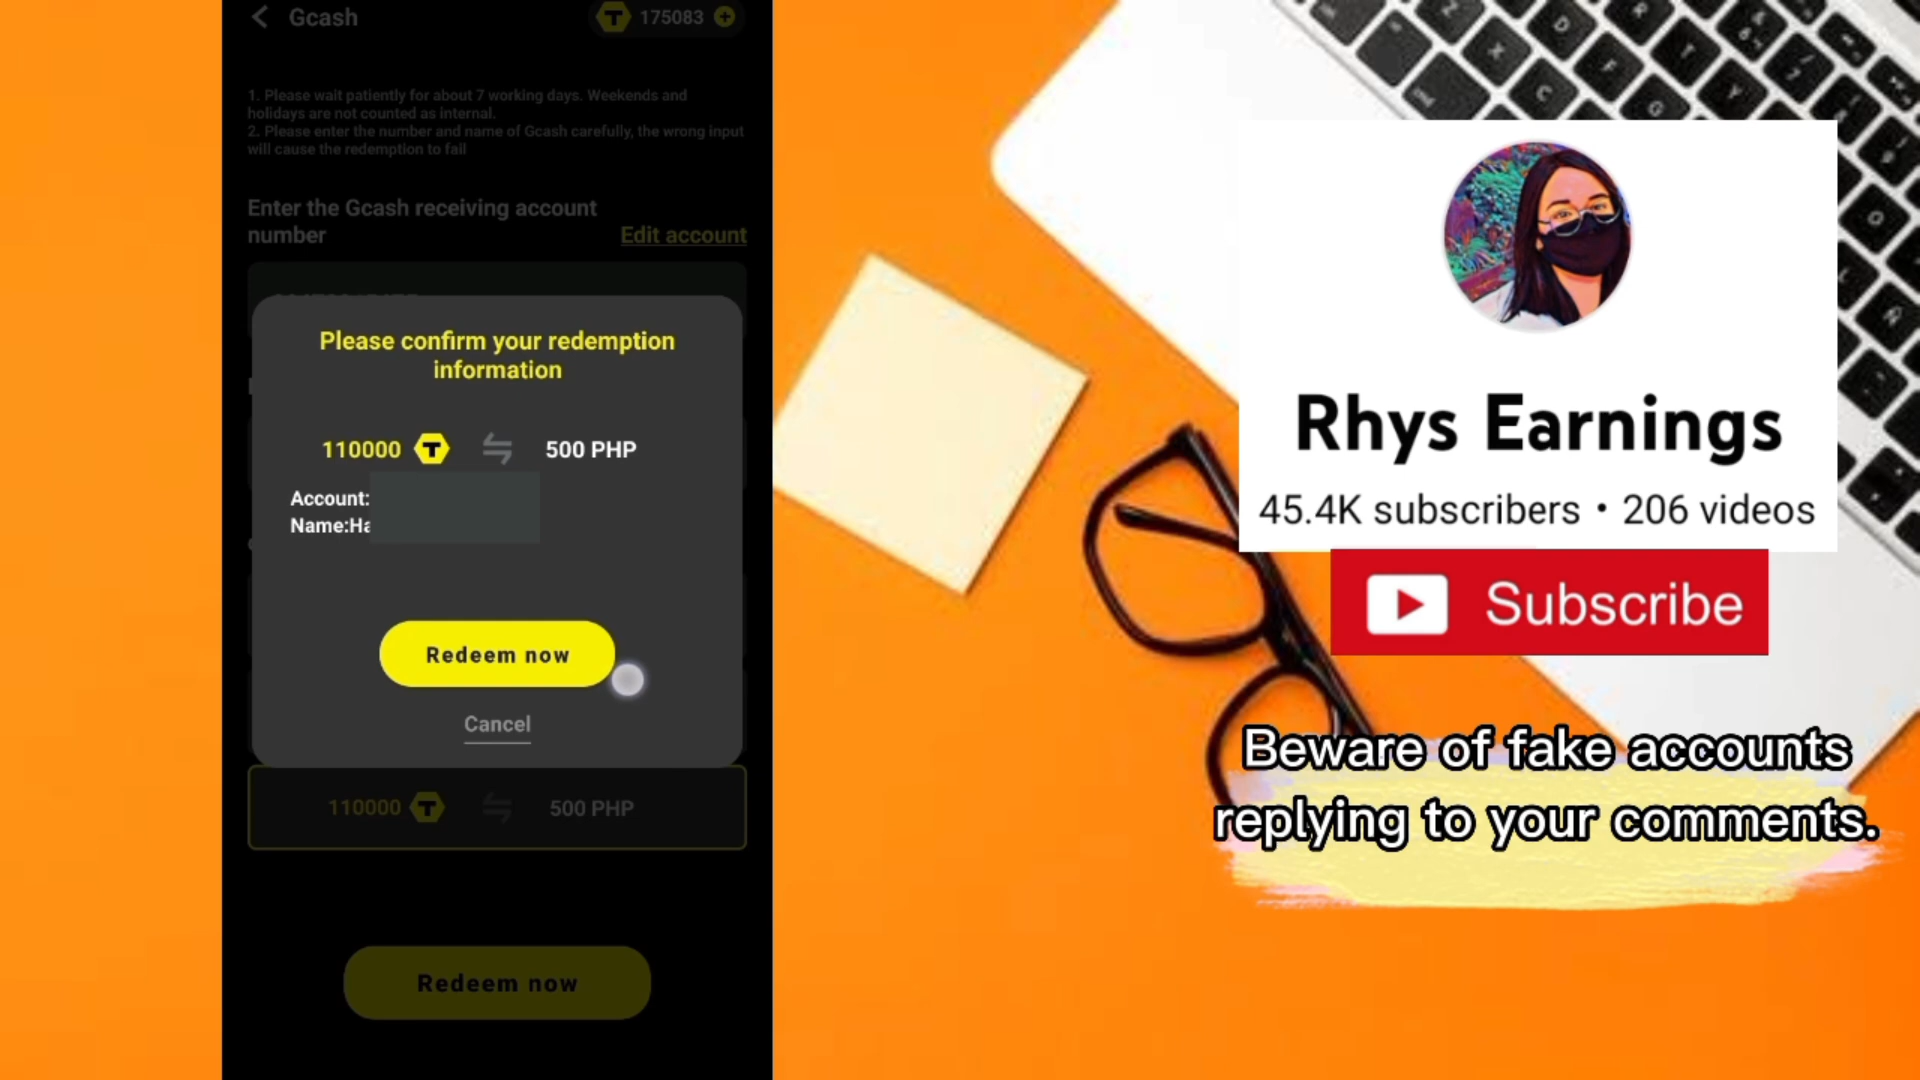 Gcash
175083
1. Please wait patiently for about 7 working days. Weekends and
holidays are not counted as internal.
2. Please enter the number and name of Gcash carefully, the wrong input
will cause the redemption to fail
Enter the Gcash receiving account
number
Edit account
Please confirm your redemption
information
110000 T 500 PHP
Account:
Name:Ha
Redeem now
Cancel
110000 T 500 PHP
Redeem now
Rhys Earnings
45.4K subscribers • 206 videos
Subscribe
Beware of fake accounts
replying to your comments.